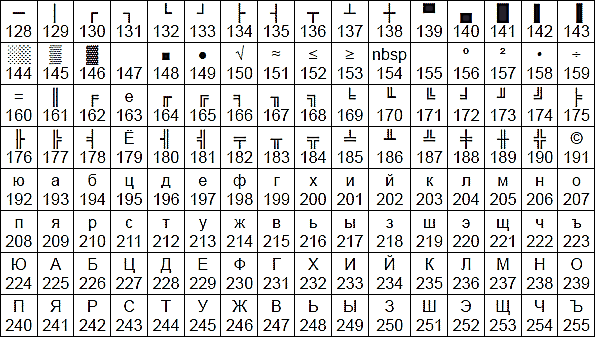 ─ │ ┌ ┐ └ ┘ ├ ┤ ┬ ┴ ┼ ▀ ▄ █ ▌ ▐
128 129 130 131 132 133 134 135 136 137 138 139 140 141 142 143
░ ▒ ▓ ■ ● √ ≈ ≤ ≥ nbsp º ² • ÷
144 145 146 147 148 149 150 151 152 153 154 155 156 157 158 159
= ║ ╒ е ╓ ╔ ╕ ╖ ╗ ╘ ╙ ╚ ╛ ╜ ╝ ╞
160 161 162 163 164 165 166 167 168 169 170 171 172 173 174 175
╟ ╠ ╡ Ё ╢ ╣ ╤ ╥ ╦ ╧ ╨ ╩ ╪ ╫ ╬ ©
176 177 178 179 180 181 182 183 184 185 186 187 188 189 190 191
ю а б ц д е ф г х и й к л м н о
192 193 194 195 196 197 198 199 200 201 202 203 204 205 206 207
п я р с т у ж в ь ы з ш э щ ч ъ
208 209 210 211 212 213 214 215 216 217 218 219 220 221 222 223
Ю А Б Ц Д Е Ф Г Х И Й К Л М Н О
224 225 226 227 228 229 230 231 232 233 234 235 236 237 238 239
П Я Р С Т У Ж В Ь Ы З Ш Э Щ Ч Ъ
240 241 242 243 244 245 246 247 248 249 250 251 252 253 254 255